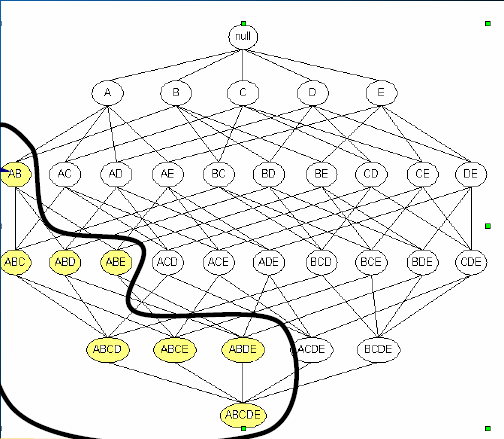 null
A B C D E
AB AC AD AE BC BD BE CD CE DE
ABC ABD ABE ACD ACE ADE BCD BCE BDE CDE
ABCD ABCE ABDE ACDE BCDE
ABCDE